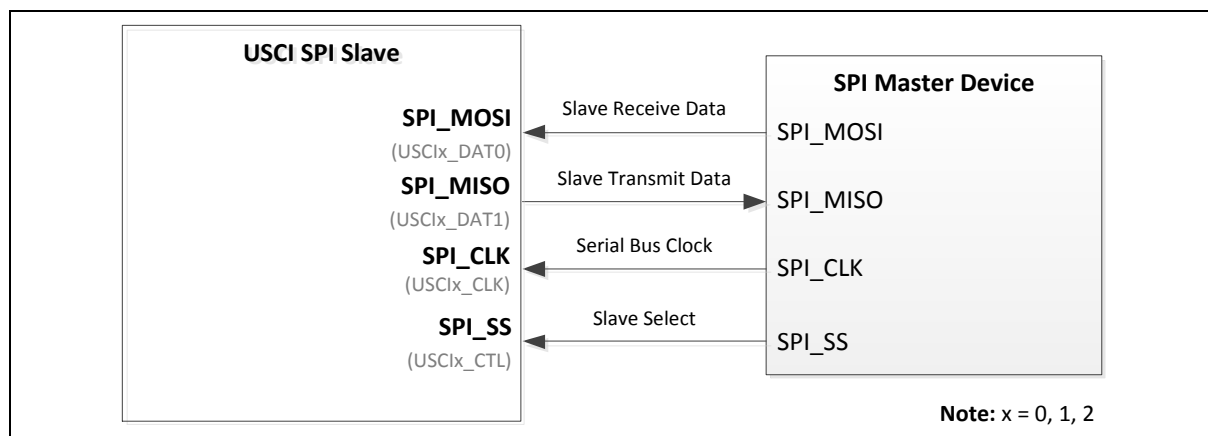 USCI SPI Slave
SPI_MOSI
(USCIx_DAT0)
SPI_MISO
(USCIx_DAT1)
SPI_CLK
(USCIx_CLK)
SPI_SS
(USCIx_CTL)
Slave Receive Data
Slave Transmit Data
Serial Bus Clock
Slave Select
SPI Master Device
SPI_MOSI
SPI_MISO
SPI_CLK
SPI_SS
Note: x = 0, 1, 2